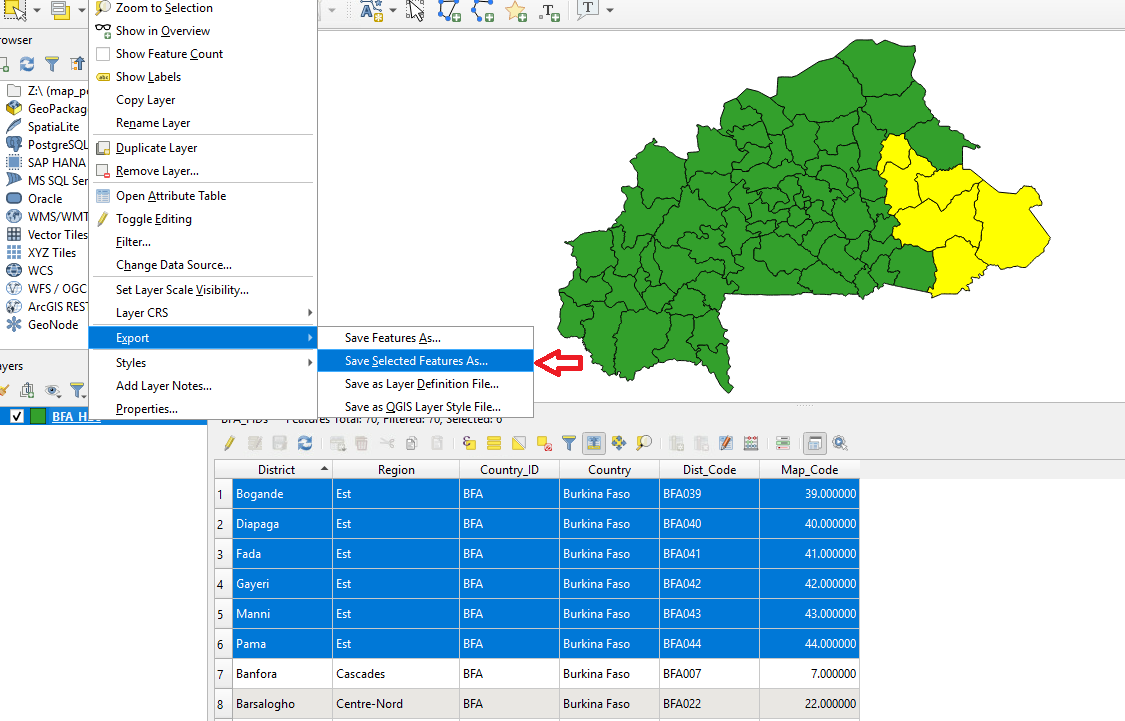 Zoom to Selection
Show in Overview
Show Feature Count
abc Show Labels
Copy Layer
Rename Layer
Duplicate Layer
Remove Layer...
Open Attribute Table
Toggle Editing
Filter...
Change Data Source...
Set Layer Scale Visibility...
Layer CRS
Export
Styles
Add Layer Notes...
Properties...
Save Features As...
Save Selected Features As...
Save as Layer Definition File...
Save as QGIS Layer Style File...
rowser
Z:\ (map_p
GeoPackag
SpatiaLite
PostgreSQL
SAP HANA
MS SQL Ser
Oracle
WMS/WMT
Vector Tiles
XYZ Tiles
WCS
WFS / OGC
ArcGIS REST
GeoNode
ayers
BFA_H
BFA_HDs Features Total: 70, Filtered: 70, Selected: 6
District Region Country_ID Country Dist_Code Map_Code
1 Bogande Est BFA Burkina Faso BFA039 39.000000
2 Diapaga Est BFA Burkina Faso BFA040 40.000000
3 Fada Est BFA Burkina Faso BFA041 41.000000
4 Gayeri Est BFA Burkina Faso BFA042 42.000000
5 Manni Est BFA Burkina Faso BFA043 43.000000
6 Pama Est BFA Burkina Faso BFA044 44.000000
7 Banfora Cascades BFA Burkina Faso BFA007 7.000000
8 Barsalogho Centre-Nord BFA Burkina Faso BFA022 22.000000